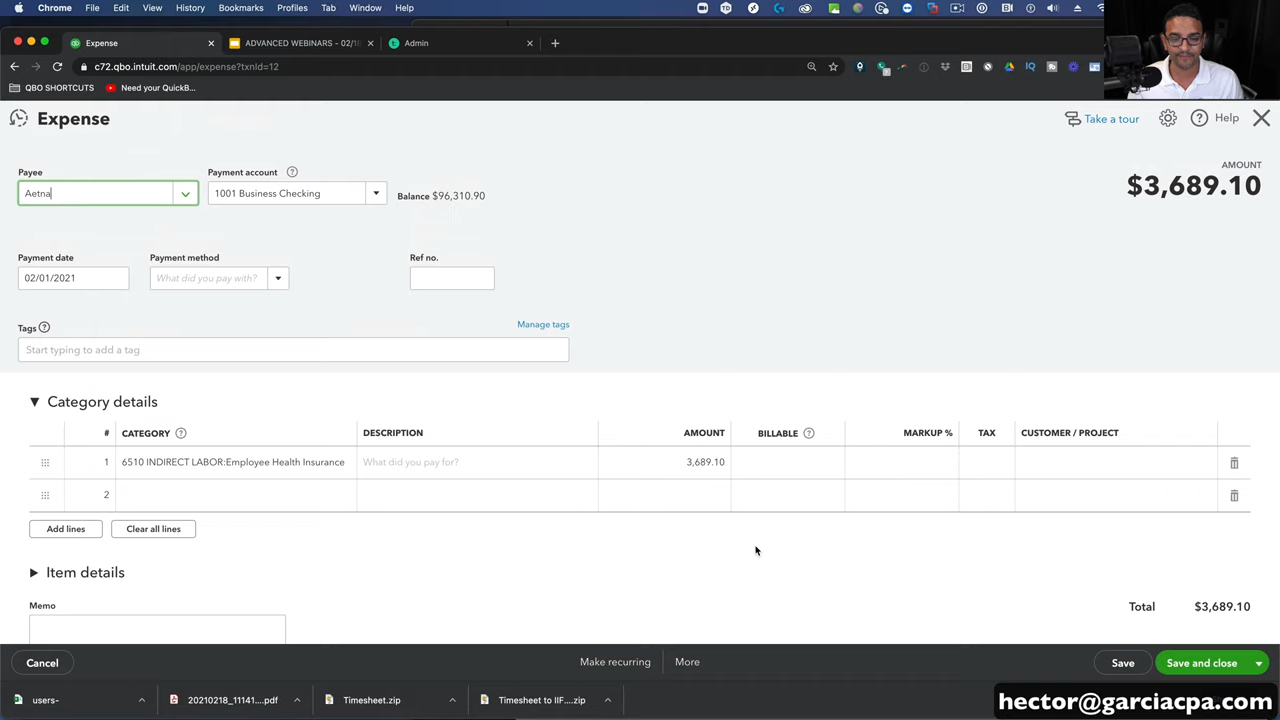 Chrome File Edit View History Bookmarks Profiles Tab Window Help
Expense
ADVANCED WEBINARS - 02/18
Admin
c72.qbo.intuit.com/app/expense?txnId=12
QBO SHORTCUTS
Need your QuickB...
Expense
Take a tour
Help
Payee
Payment account
AMOUNT
Aetna
1001 Business Checking
Balance $96,310.90
$3,689.10
Payment date
Payment method
Ref no.
02/01/2021
What did you pay with?
Tags
Manage tags
Start typing to add a tag
Category details
# CATEGORY DESCRIPTION AMOUNT BILLABLE MARKUP % TAX CUSTOMER / PROJECT
1 6510 INDIRECT LABOR:Employee Health Insurance What did you pay for? 3,689.10
2
Add lines
Clear all lines
Item details
Memo
Total $3,689.10
Cancel
Make recurring
More
Save
Save and close
users-
20210218_11141....pdf
Timesheet.zip
Timesheet to IIF....zip
hector@garciacpa.com